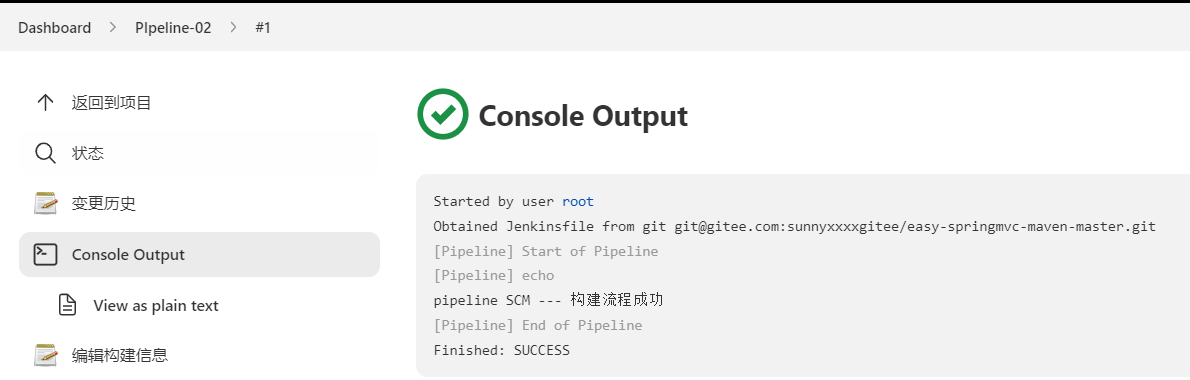 Dashboard > PIpeline-02 > #1
返回到项目
状态
变更历史
Console Output
View as plain text
编辑构建信息
Console Output
Started by user root
Obtained Jenkinsfile from git git@gitee.com:sunnyxxxxgitee/easy-springmvc-maven-master.git
[Pipeline] Start of Pipeline
[Pipeline] echo
pipeline SCM --- 构建流程成功
[Pipeline] End of Pipeline
Finished: SUCCESS